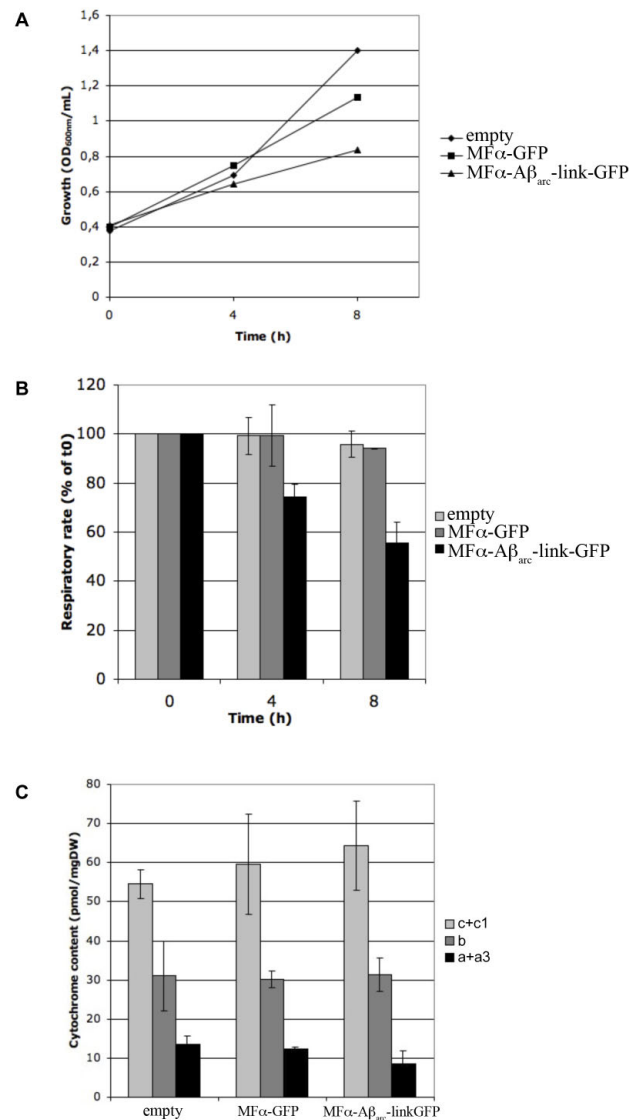 A
1,6
1,4
1,2
1
0,8
0,6
0,4
0,2
0
Growth (OD600nm/mL)
0 4 8
Time (h)
empty
MFα-GFP
MFα-Aβarc-link-GFP
B
120
100
80
60
40
20
0
Respiratory rate (% of t0)
0 4 8
Time (h)
empty
MFα-GFP
MFα-Aβarc-link-GFP
C
80
70
60
50
40
30
20
10
0
Cytochrome content (pmol/mgDW)
empty MFα-GFP MFα-Aβarc-linkGFP
c+c1
b
a+a3